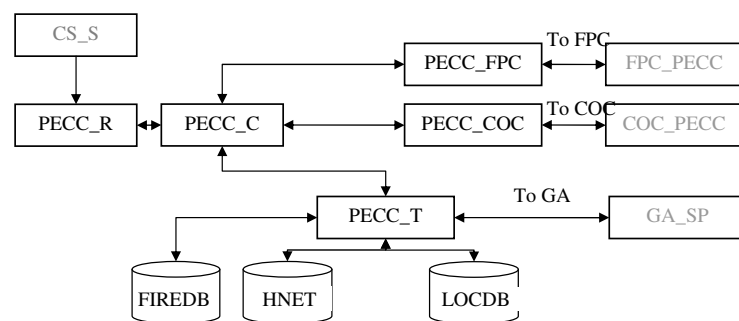 CS_S
To FPC
PECC_FPC
FPC_PECC
To COC
PECC_R
PECC_C
PECC_COC
COC_PECC
To GA
PECC_T
GA_SP
FIREDB
HNET
LOCDB